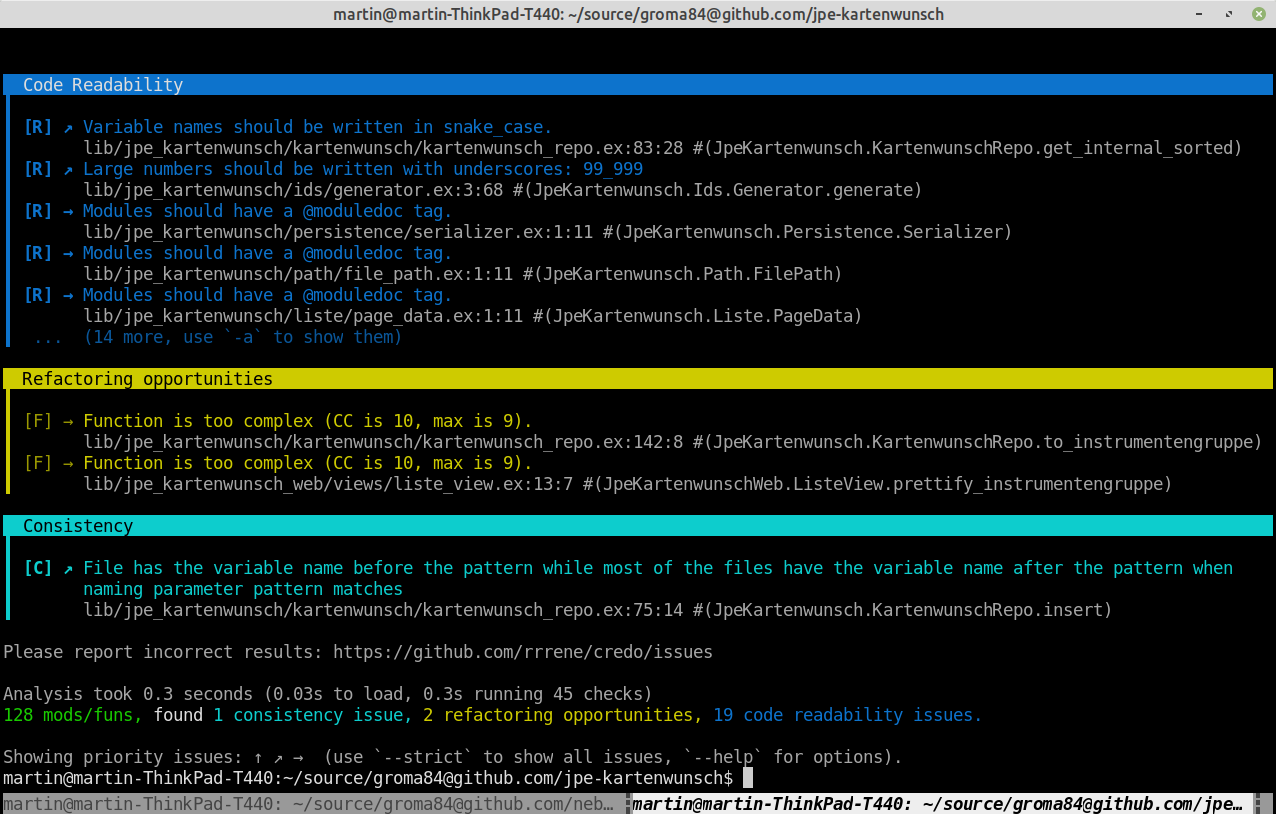 martin@martin-ThinkPad-T440: ~/source/groma84@github.com/jpe-kartenwunsch
Code Readability
[R] ↗ Variable names should be written in snake_case.
lib/jpe_kartenwunsch/kartenwunsch/kartenwunsch_repo.ex:83:28 #(JpeKartenwunsch.KartenwunschRepo.get_internal_sorted)
[R] ↗ Large numbers should be written with underscores: 99_999
lib/jpe_kartenwunsch/ids/generator.ex:3:68 #(JpeKartenwunsch.Ids.Generator.generate)
[R] → Modules should have a @moduledoc tag.
lib/jpe_kartenwunsch/persistence/serializer.ex:1:11 #(JpeKartenwunsch.Persistence.Serializer)
[R] → Modules should have a @moduledoc tag.
lib/jpe_kartenwunsch/path/file_path.ex:1:11 #(JpeKartenwunsch.Path.FilePath)
[R] → Modules should have a @moduledoc tag.
lib/jpe_kartenwunsch/liste/page_data.ex:1:11 #(JpeKartenwunsch.Liste.PageData)
... (14 more, use `-a` to show them)
Refactoring opportunities
[F] → Function is too complex (CC is 10, max is 9).
lib/jpe_kartenwunsch/kartenwunsch/kartenwunsch_repo.ex:142:8 #(JpeKartenwunsch.KartenwunschRepo.to_instrumentengruppe)
[F] → Function is too complex (CC is 10, max is 9).
lib/jpe_kartenwunsch_web/views/liste_view.ex:13:7 #(JpeKartenwunschWeb.ListeView.prettify_instrumentengruppe)
Consistency
[C] ↗ File has the variable name before the pattern while most of the files have the variable name after the pattern when
naming parameter pattern matches
lib/jpe_kartenwunsch/kartenwunsch/kartenwunsch_repo.ex:75:14 #(JpeKartenwunsch.KartenwunschRepo.insert)
Please report incorrect results: https://github.com/rrrene/credo/issues
Analysis took 0.3 seconds (0.03s to load, 0.3s running 45 checks)
128 mods/funs, found 1 consistency issue, 2 refactoring opportunities, 19 code readability issues.
Showing priority issues: ↑ ↗ →  (use `--strict` to show all issues, `--help` for options).
martin@martin-ThinkPad-T440:~/source/groma84@github.com/jpe-kartenwunsch$
martin@martin-ThinkPad-T440: ~/source/groma84@github.com/neb… martin@martin-ThinkPad-T440: ~/source/groma84@github.com/jpe…